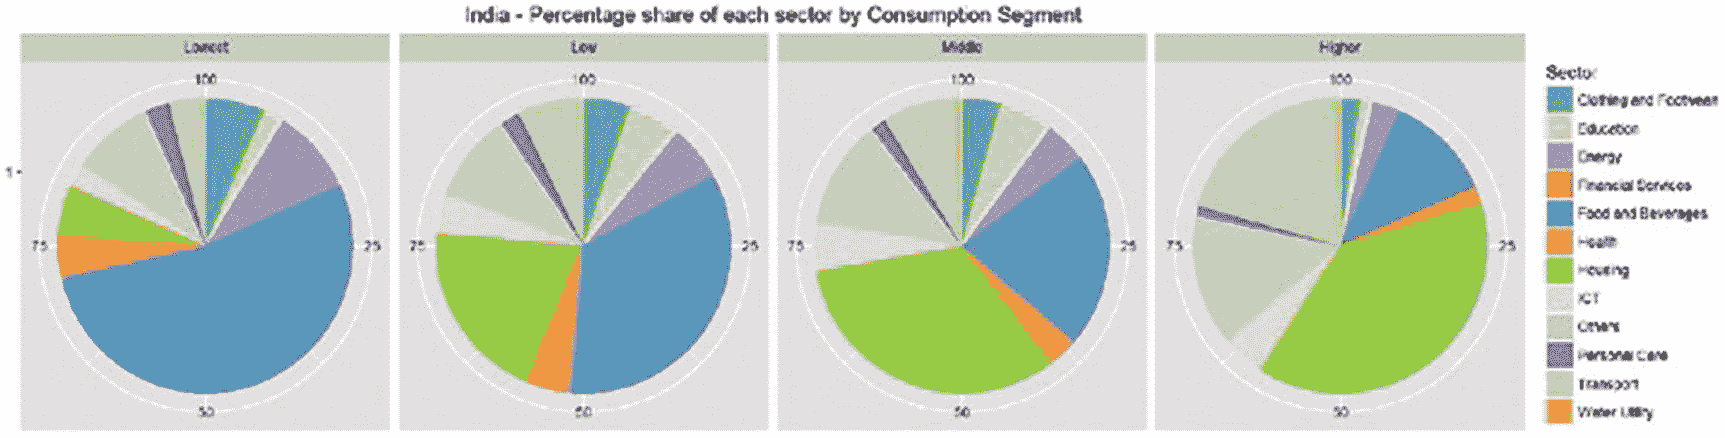 India - Percentage share of each sector by Consumption Segment
Lowest
Low
Middle
Higher
100
100
100
100
1
75
25
75
25
75
25
75
25
50
50
50
50
Sector
Clothing and Footwear
Education
Energy
Financial Services
Food and Beverages
Health
Housing
ICT
Others
Personal Care
Transport
Water Utility